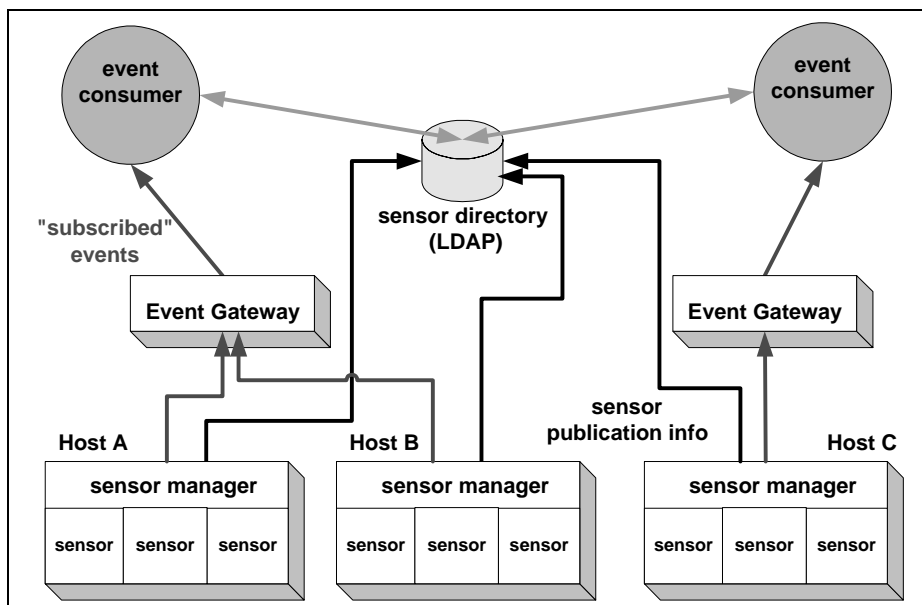 event
consumer
event
consumer
sensor directory
(LDAP)
"subscribed"
events
Event Gateway
Event Gateway
sensor
publication info
Host A
Host B
Host C
sensor manager
sensor manager
sensor manager
sensor sensor sensor
sensor sensor sensor
sensor sensor sensor